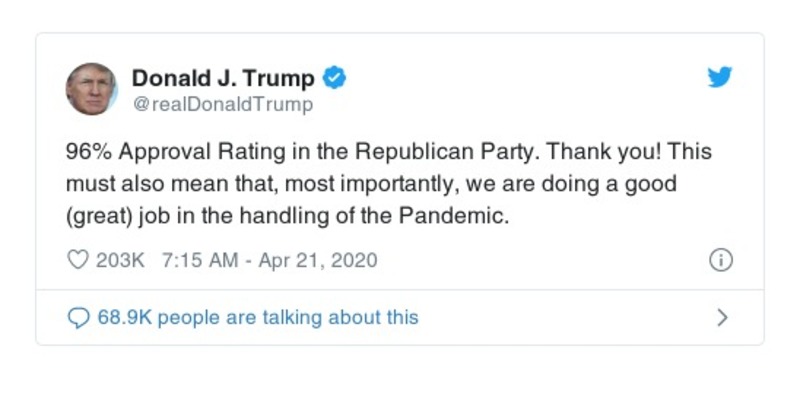 Donald J. Trump
@realDonaldTrump
96% Approval Rating in the Republican Party. Thank you! This
must also mean that, most importantly, we are doing a good
(great) job in the handling of the Pandemic.
203K 7:15 AM - Apr 21, 2020
68.9K people are talking about this